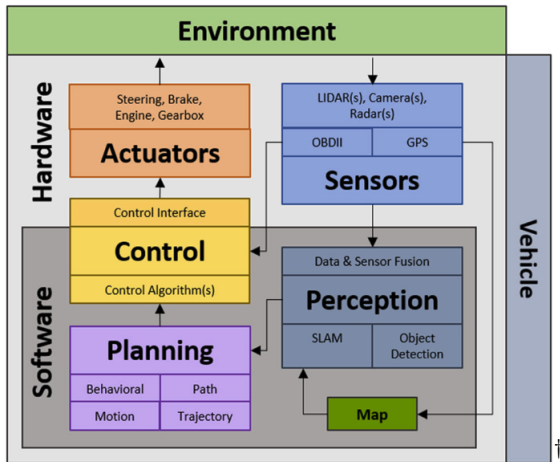 Environment
Hardware
Steering, Brake,
Engine, Gearbox
Actuators
LIDAR(s), Camera(s),
Radar(s)
OBDII
GPS
Sensors
Vehicle
Software
Control Interface
Control
Control Algorithm(s)
Data & Sensor Fusion
Perception
SLAM
Object
Detection
Planning
Behavioral
Path
Motion
Trajectory
Map
†